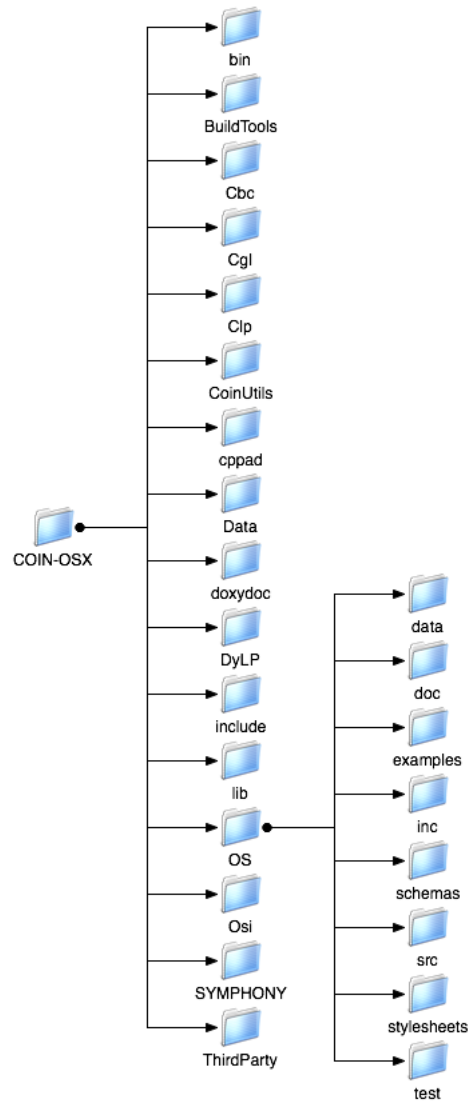 bin
BuildTools
Cbc
Cgl
Clp
CoinUtils
cppad
Data
COIN-OSX
doxydoc
data
DyLP
doc
include
examples
lib
inc
OS
schemas
Osi
src
SYMPHONY
stylesheets
ThirdParty
test